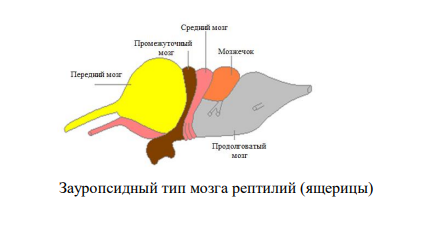 Средний мозг
Промежуточный
мозг
Мозжечок
Передний мозг
Продолговатый
мозг
Зауропсидный тип мозга рептилий (ящерицы)